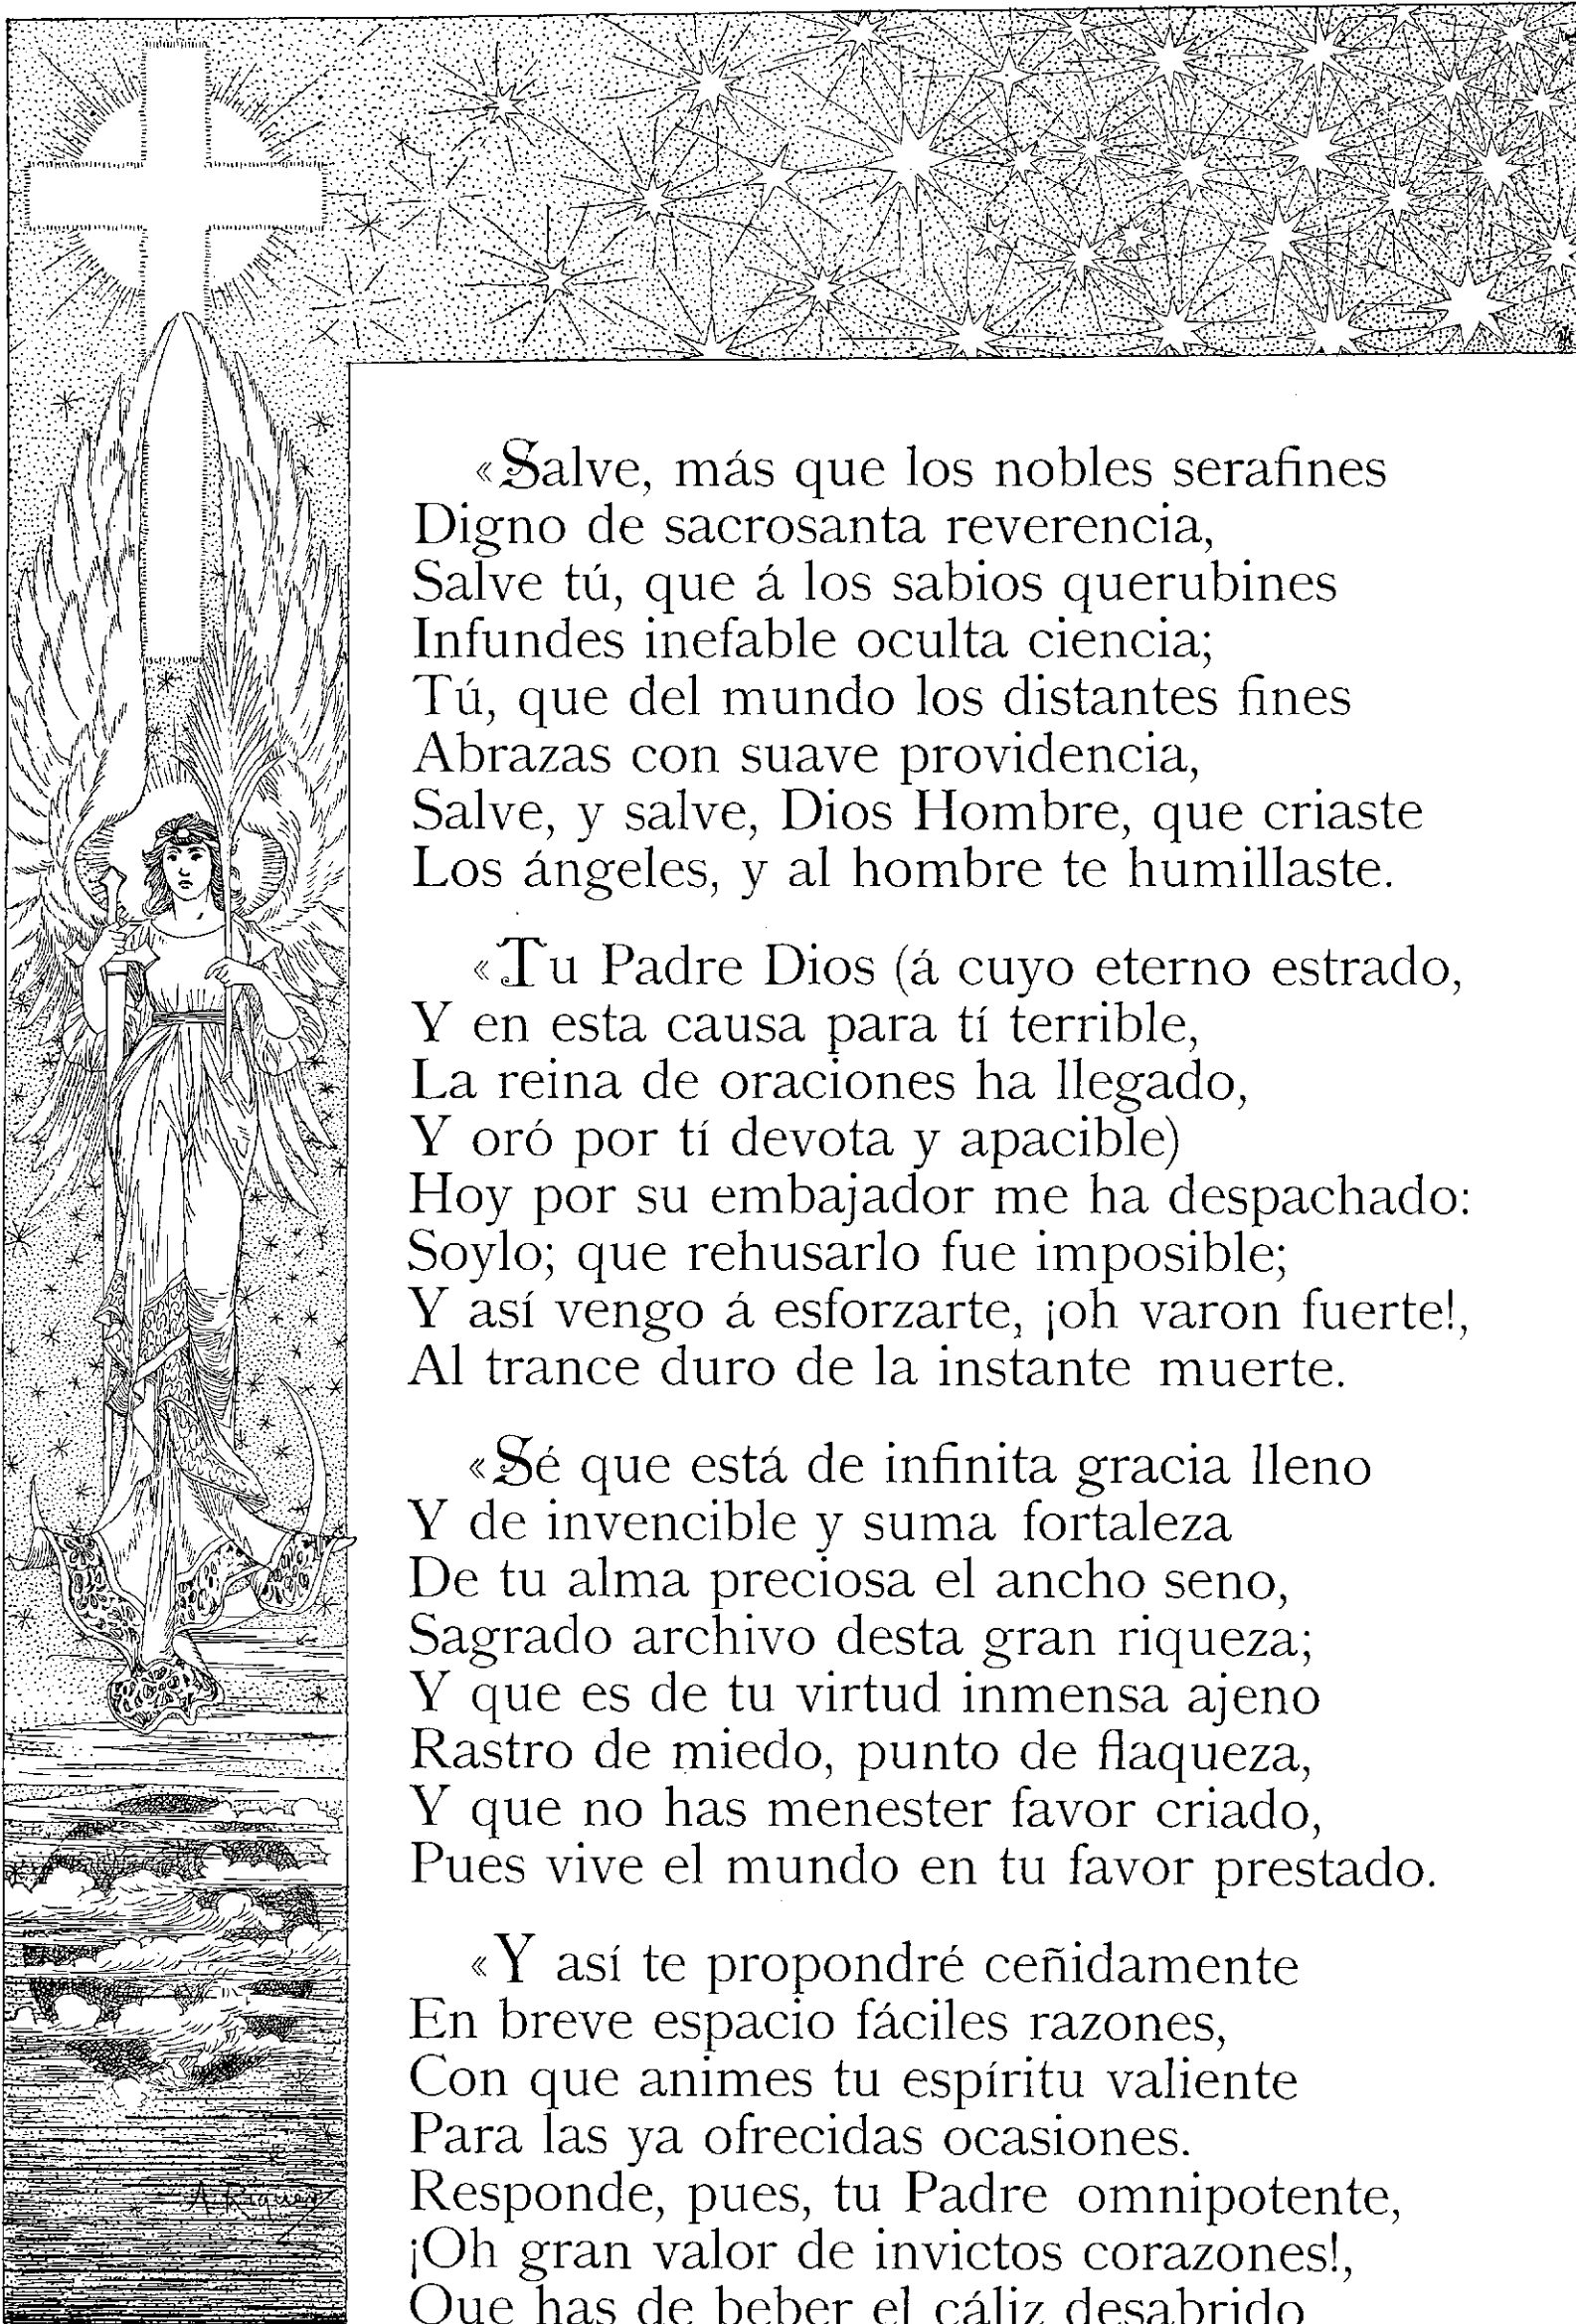 «Salve, más que los nobles serafines
Digno de sacrosanta reverencia,
Salve tú, que á los sabios querubines
Infundes inefable oculta ciencia;
Tú, que del mundo los distantes fines
Abrazas con suave providencia,
Salve, y salve, Dios Hombre, que criaste
Los ángeles, y al hombre te humillaste.
«Tu Padre Dios (á cuyo eterno estrado,
Y en esta causa para tí terrible,
La reina de oraciones ha llegado,
Y oró por tí devota y apacible)
Hoy por su embajador me ha despachado:
Soylo; que rehusarlo fue imposible;
Y así vengo á esforzarte, ¡oh varon fuerte!,
Al trance duro de la instante muerte.
«Sé que está de infinita gracia lleno
Y de invencible y suma fortaleza
De tu alma preciosa el ancho seno,
Sagrado archivo desta gran riqueza;
Y que es de tu virtud inmensa ajeno
Rastro de miedo, punto de flaqueza,
Y que no has menester favor criado,
Pues vive el mundo en tu favor prestado.
«Y así te propondré ceñidamente
En breve espacio fáciles razones,
Con que animes tu espíritu valiente
Para las ya ofrecidas ocasiones.
Responde, pues, tu Padre omnipotente,
¡Oh gran valor de invictos corazones!,
Que has de beber el cáliz desabrido
A. Riquer